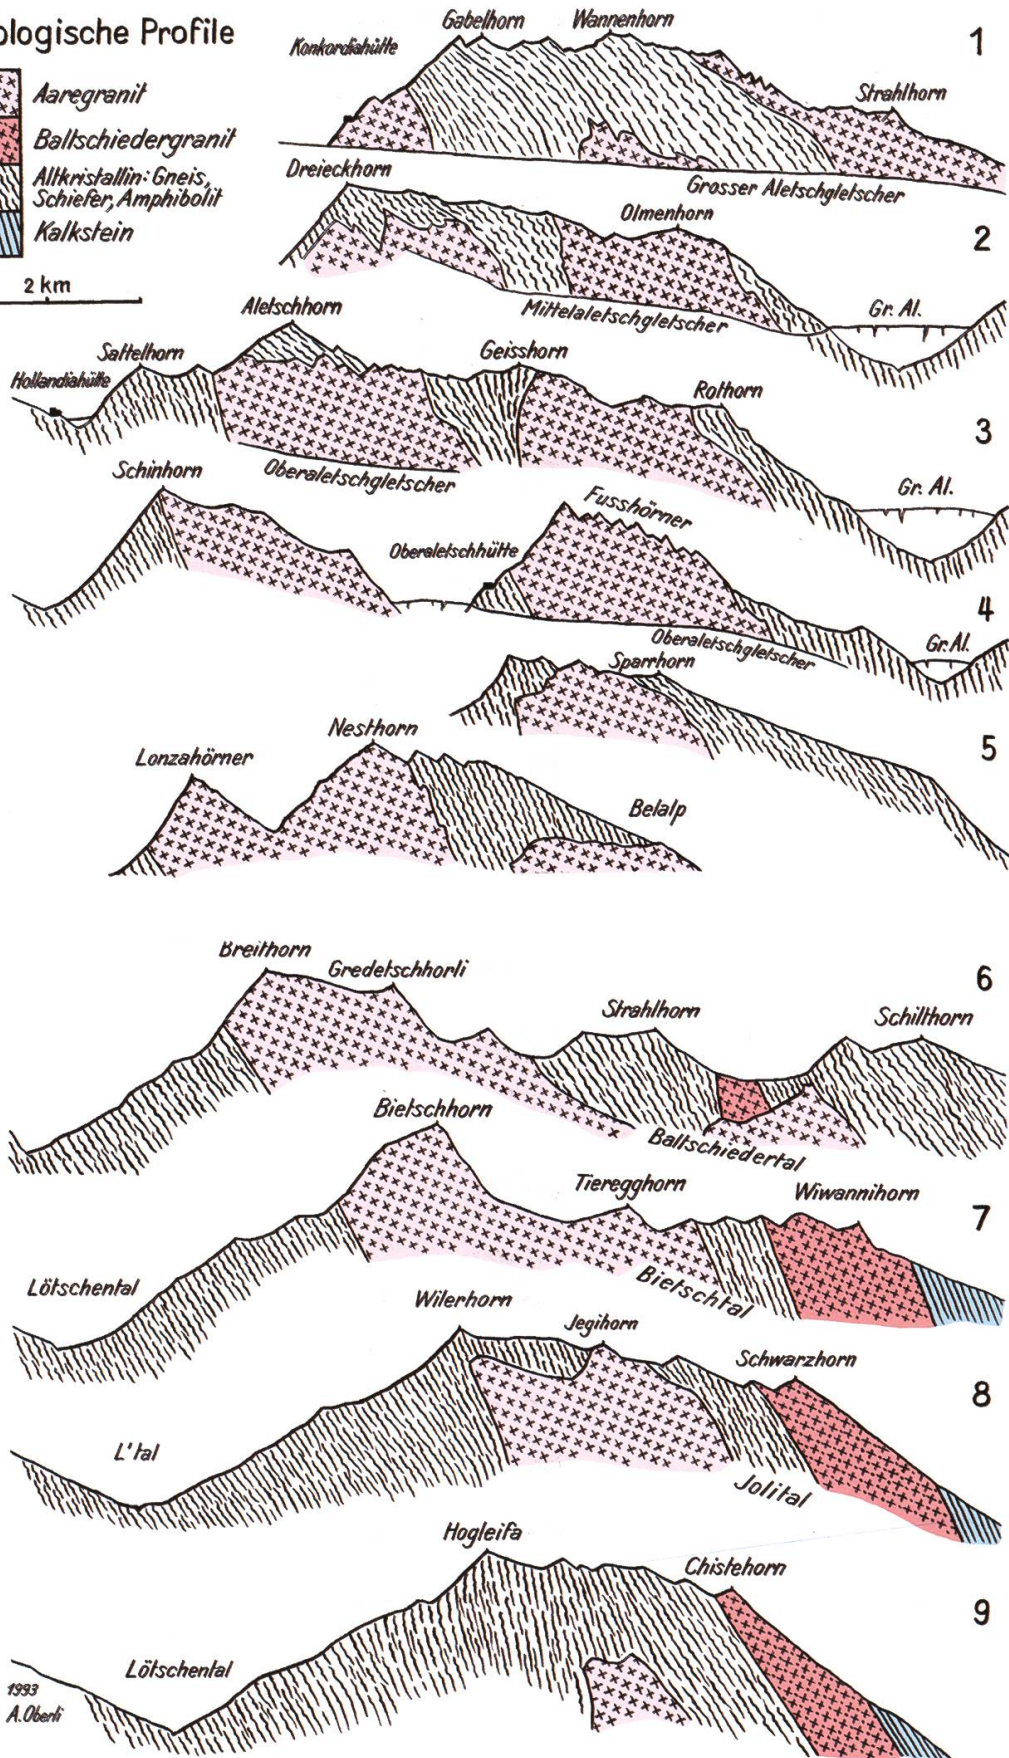 ologische Profile
Aaregranit
Baltschiedergranit
Altkristallin: Gneis,
Schiefer, Amphibolit
Kalkstein
2 km
Gabelhorn Wannenhorn 1
Konkordiahütte
Strahlhorn
Grosser Aletschgletscher
Dreieckhorn
Olmenhorn 2
Mittelaletschgletscher
Gr. Al.
Aletschhorn
Sattelhorn Geisshorn
Hollandiahütte
Rothorn
3
Oberaletschgletscher
Gr. Al.
Schinhorn
Fusshörner
Oberaletschhütte
4
Oberaletschgletscher
Gr. Al.
Sparrhorn
5
Nesthorn
Lonzahörner
Belalp
Breithorn
Gredetschhorli
6
Strahlhorn Schilthorn
Baltschiedertal
Bietschhorn
Tieregghorn Wiwannihorn
7
Bietschtal
Lötschental
Wilerhorn
Jegihorn
Schwarzhorn
8
L'tal
Jolital
Hogleifa
Chistehorn
9
Lötschental
1993
A. Oberli